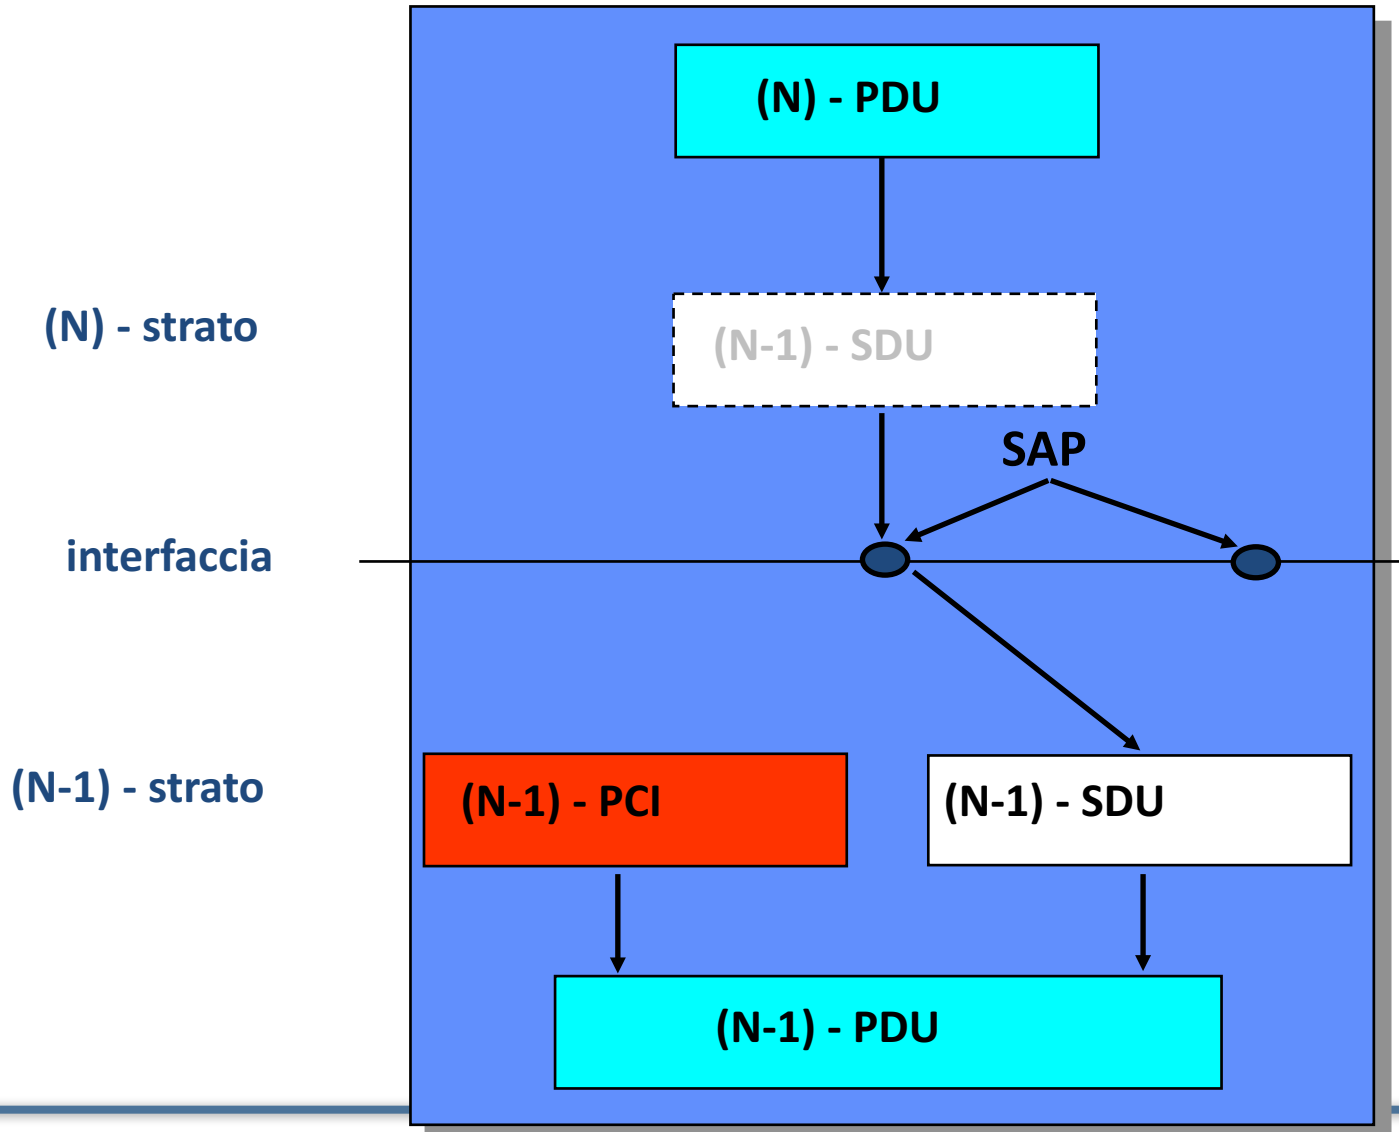 (N) - PDU
(N) - strato
(N-1) - SDU
SAP
interfaccia
(N-1) - strato
(N-1) - PCI
(N-1) - SDU
(N-1) - PDU